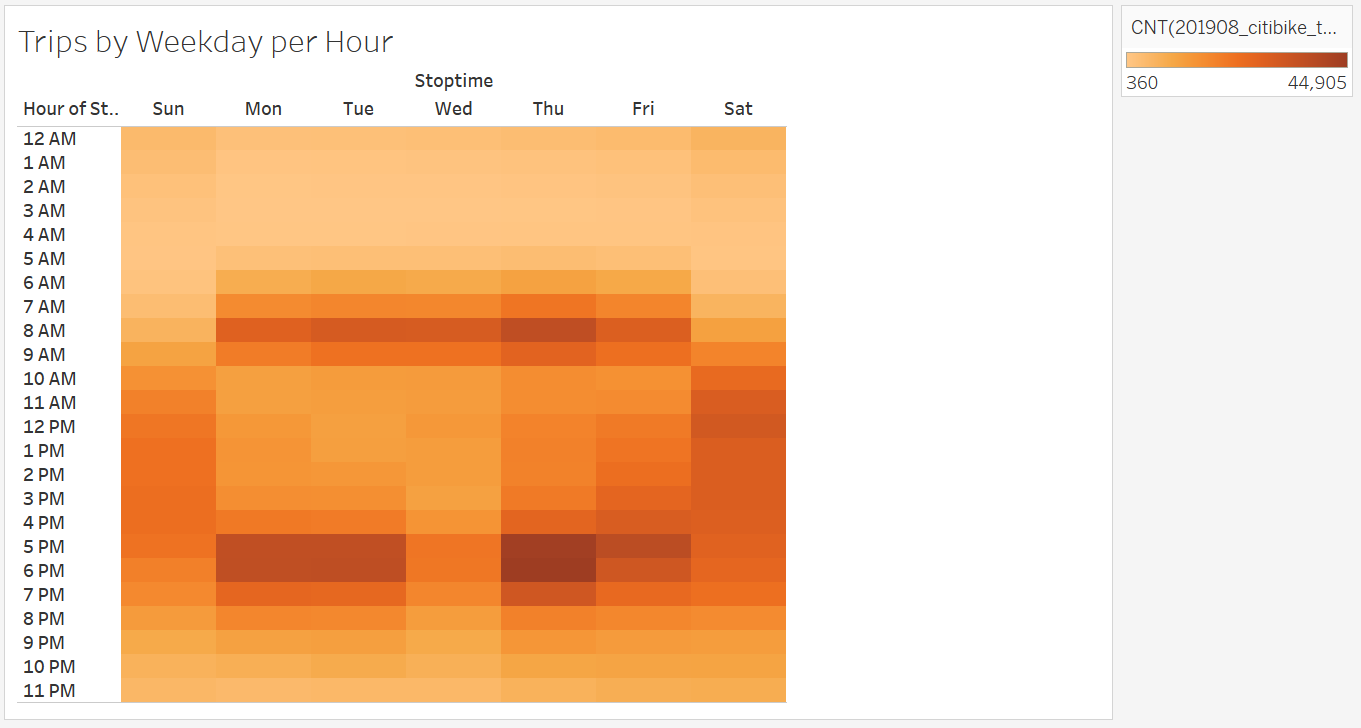 Trips by Weekday per Hour
CNT(201908_citibike_t...
360 44,905
Stoptime
Hour of St.. Sun Mon Tue Wed Thu Fri Sat
12 AM
1 AM
2 AM
3 AM
4 AM
5 AM
6 AM
7 AM
8 AM
9 AM
10 AM
11 AM
12 PM
1 PM
2 PM
3 PM
4 PM
5 PM
6 PM
7 PM
8 PM
9 PM
10 PM
11 PM